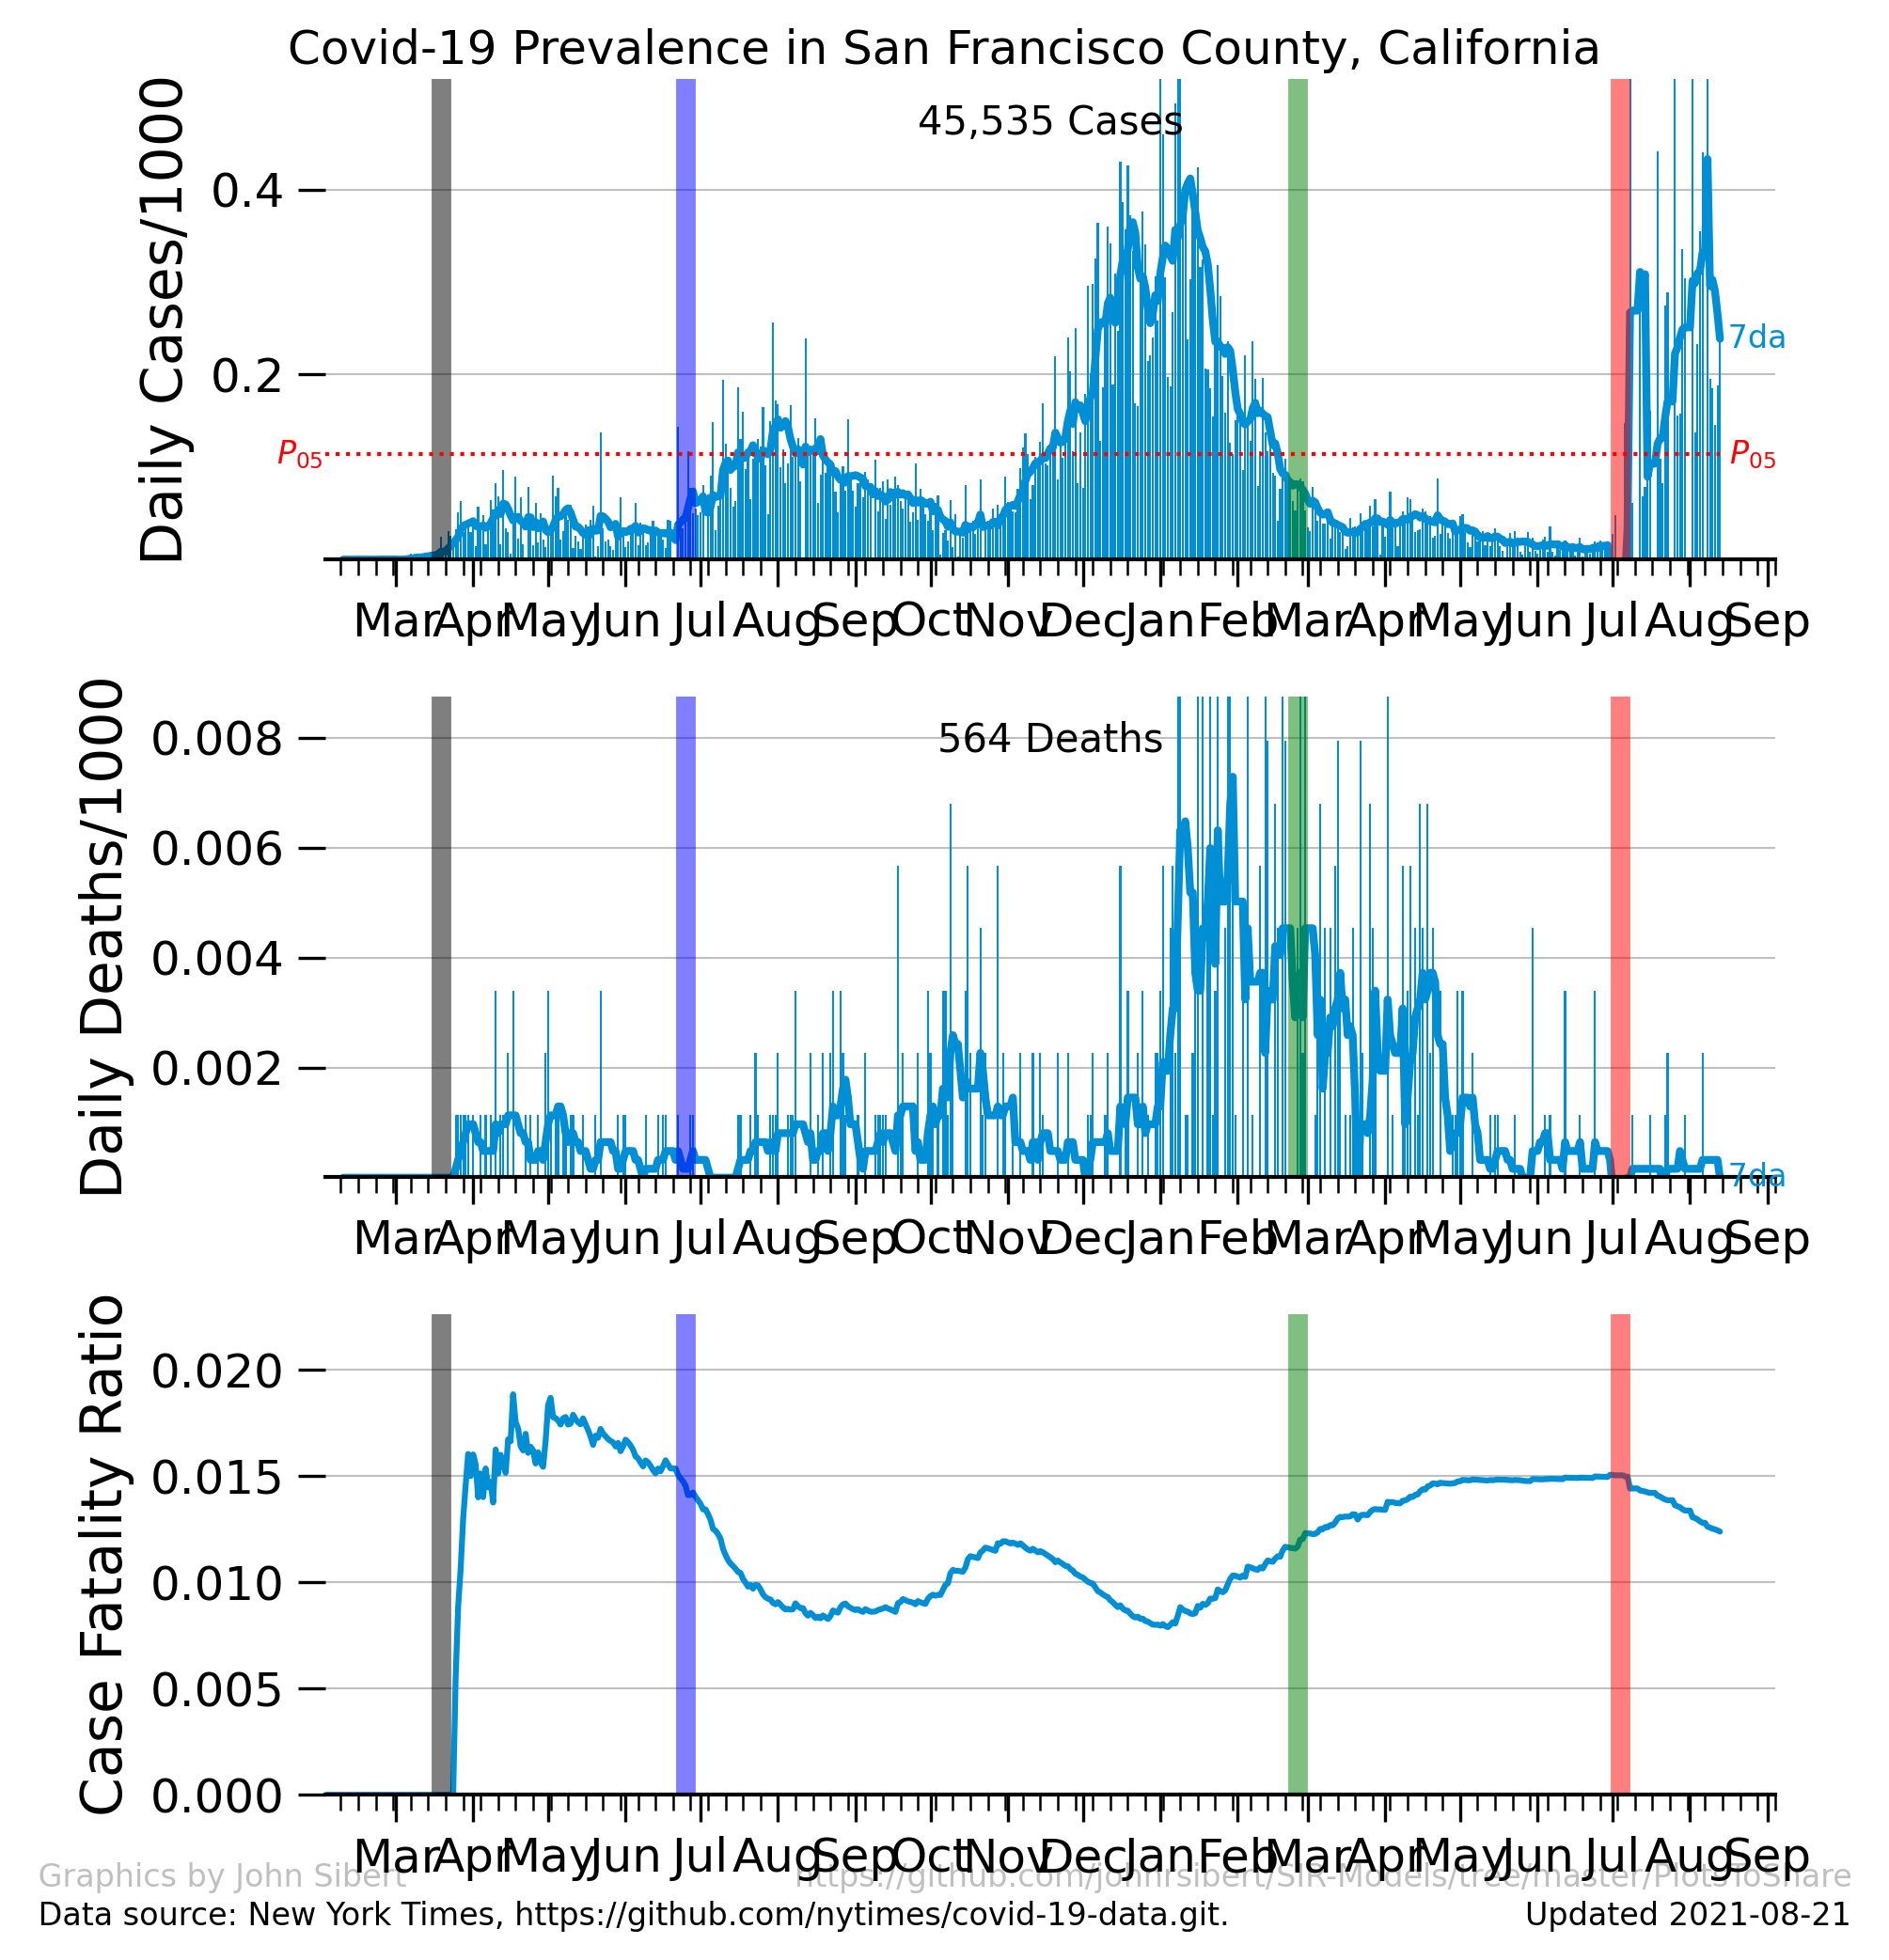 Covid-19 Prevalence in San Francisco County, California
Daily Cases/1000
45,535 Cases
0.4
0.2
7da
P05
P05
Mar Apr May Jun Jul Aug Sep Oct Nov Dec Jan Feb Mar Apr May Jun Jul Aug Sep
Daily Deaths/1000
564 Deaths
0.008
0.006
0.004
0.002
7da
Mar Apr May Jun Jul Aug Sep Oct Nov Dec Jan Feb Mar Apr May Jun Jul Aug Sep
Case Fatality Ratio
0.020
0.015
0.010
0.005
0.000
Mar Apr May Jun Jul Aug Sep Oct Nov Dec Jan Feb Mar Apr May Jun Jul Aug Sep
Graphics by John Sibert
https://github.com/johnrsibert/SIR-Models/tree/master/PlotsToShare
Data source: New York Times, https://github.com/nytimes/covid-19-data.git.
Updated 2021-08-21